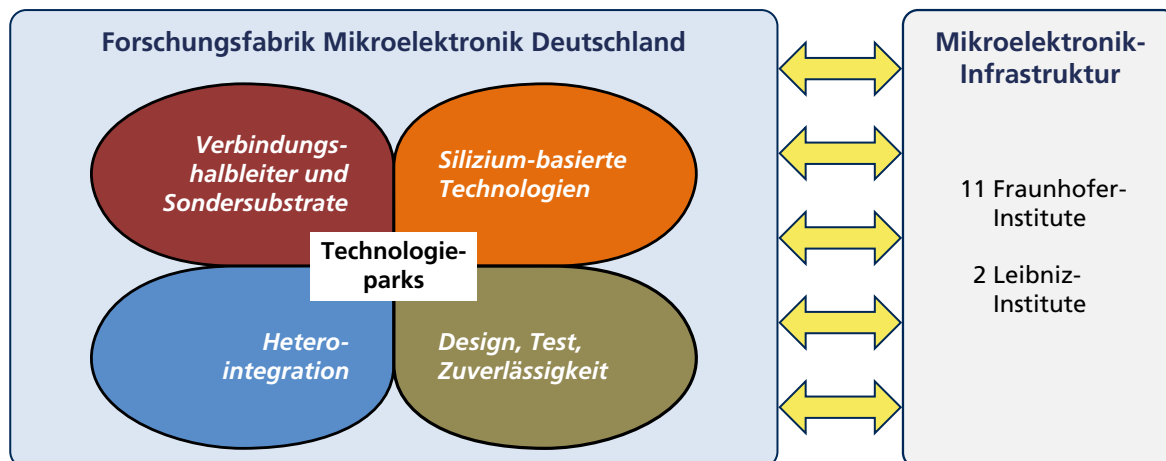 Forschungsfabrik Mikroelektronik Deutschland
Verbindungs-
halbleiter und
Sondersubstrate
Silizium-basierte
Technologien
Technologie-
parks
Hetero-
integration
Design, Test,
Zuverlässigkeit
Mikroelektronik-
Infrastruktur
11 Fraunhofer-
Institute
2 Leibniz-
Institute